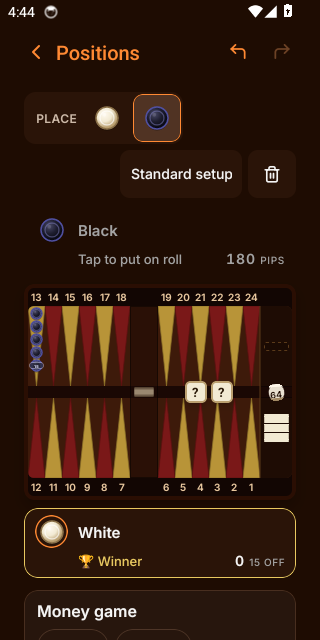 4:44
Positions
PLACE
Standard setup
Black
Tap to put on roll 180 PIPS
13 14 15 16 17 18 19 20 21 22 23 24
15
? ?
64
12 11 10 9 8 7 6 5 4 3 2 1
White
Winner 0 15 OFF
Money game